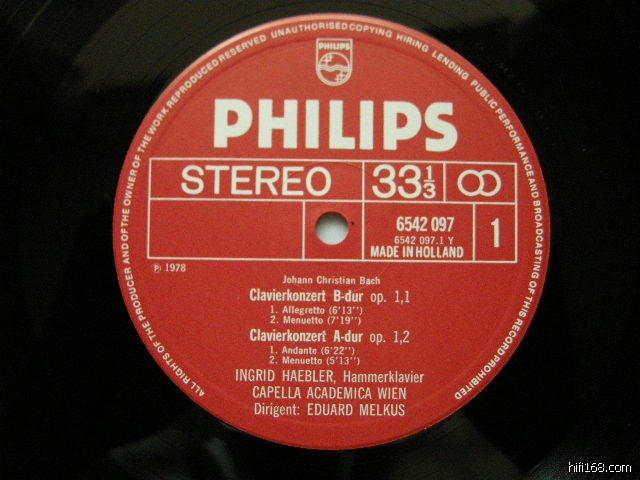 ALL RIGHTS OF THE PRODUCER AND OF THE OWNER OF THE WORK REPRODUCED RESERVED UNAUTHORISED COPYING HIRING LENDING PUBLIC PERFORMANCE AND BROADCASTING OF THIS RECORD PROHIBITED
PHILIPS
PHILIPS
STEREO 33 1/3
6542 097
6542 097.1 Y
MADE IN HOLLAND
1
℗ 1978
Johann Christian Bach
Clavierkonzert B-dur op. 1,1
1. Allegretto (6'13'')
2. Menuetto (7'19'')
Clavierkonzert A-dur op. 1,2
1. Andante (6'22'')
2. Menuetto (5'13'')
INGRID HAEBLER, Hammerklavier
CAPELLA ACADEMICA WIEN
Dirigent: EDUARD MELKUS
hifi168.com